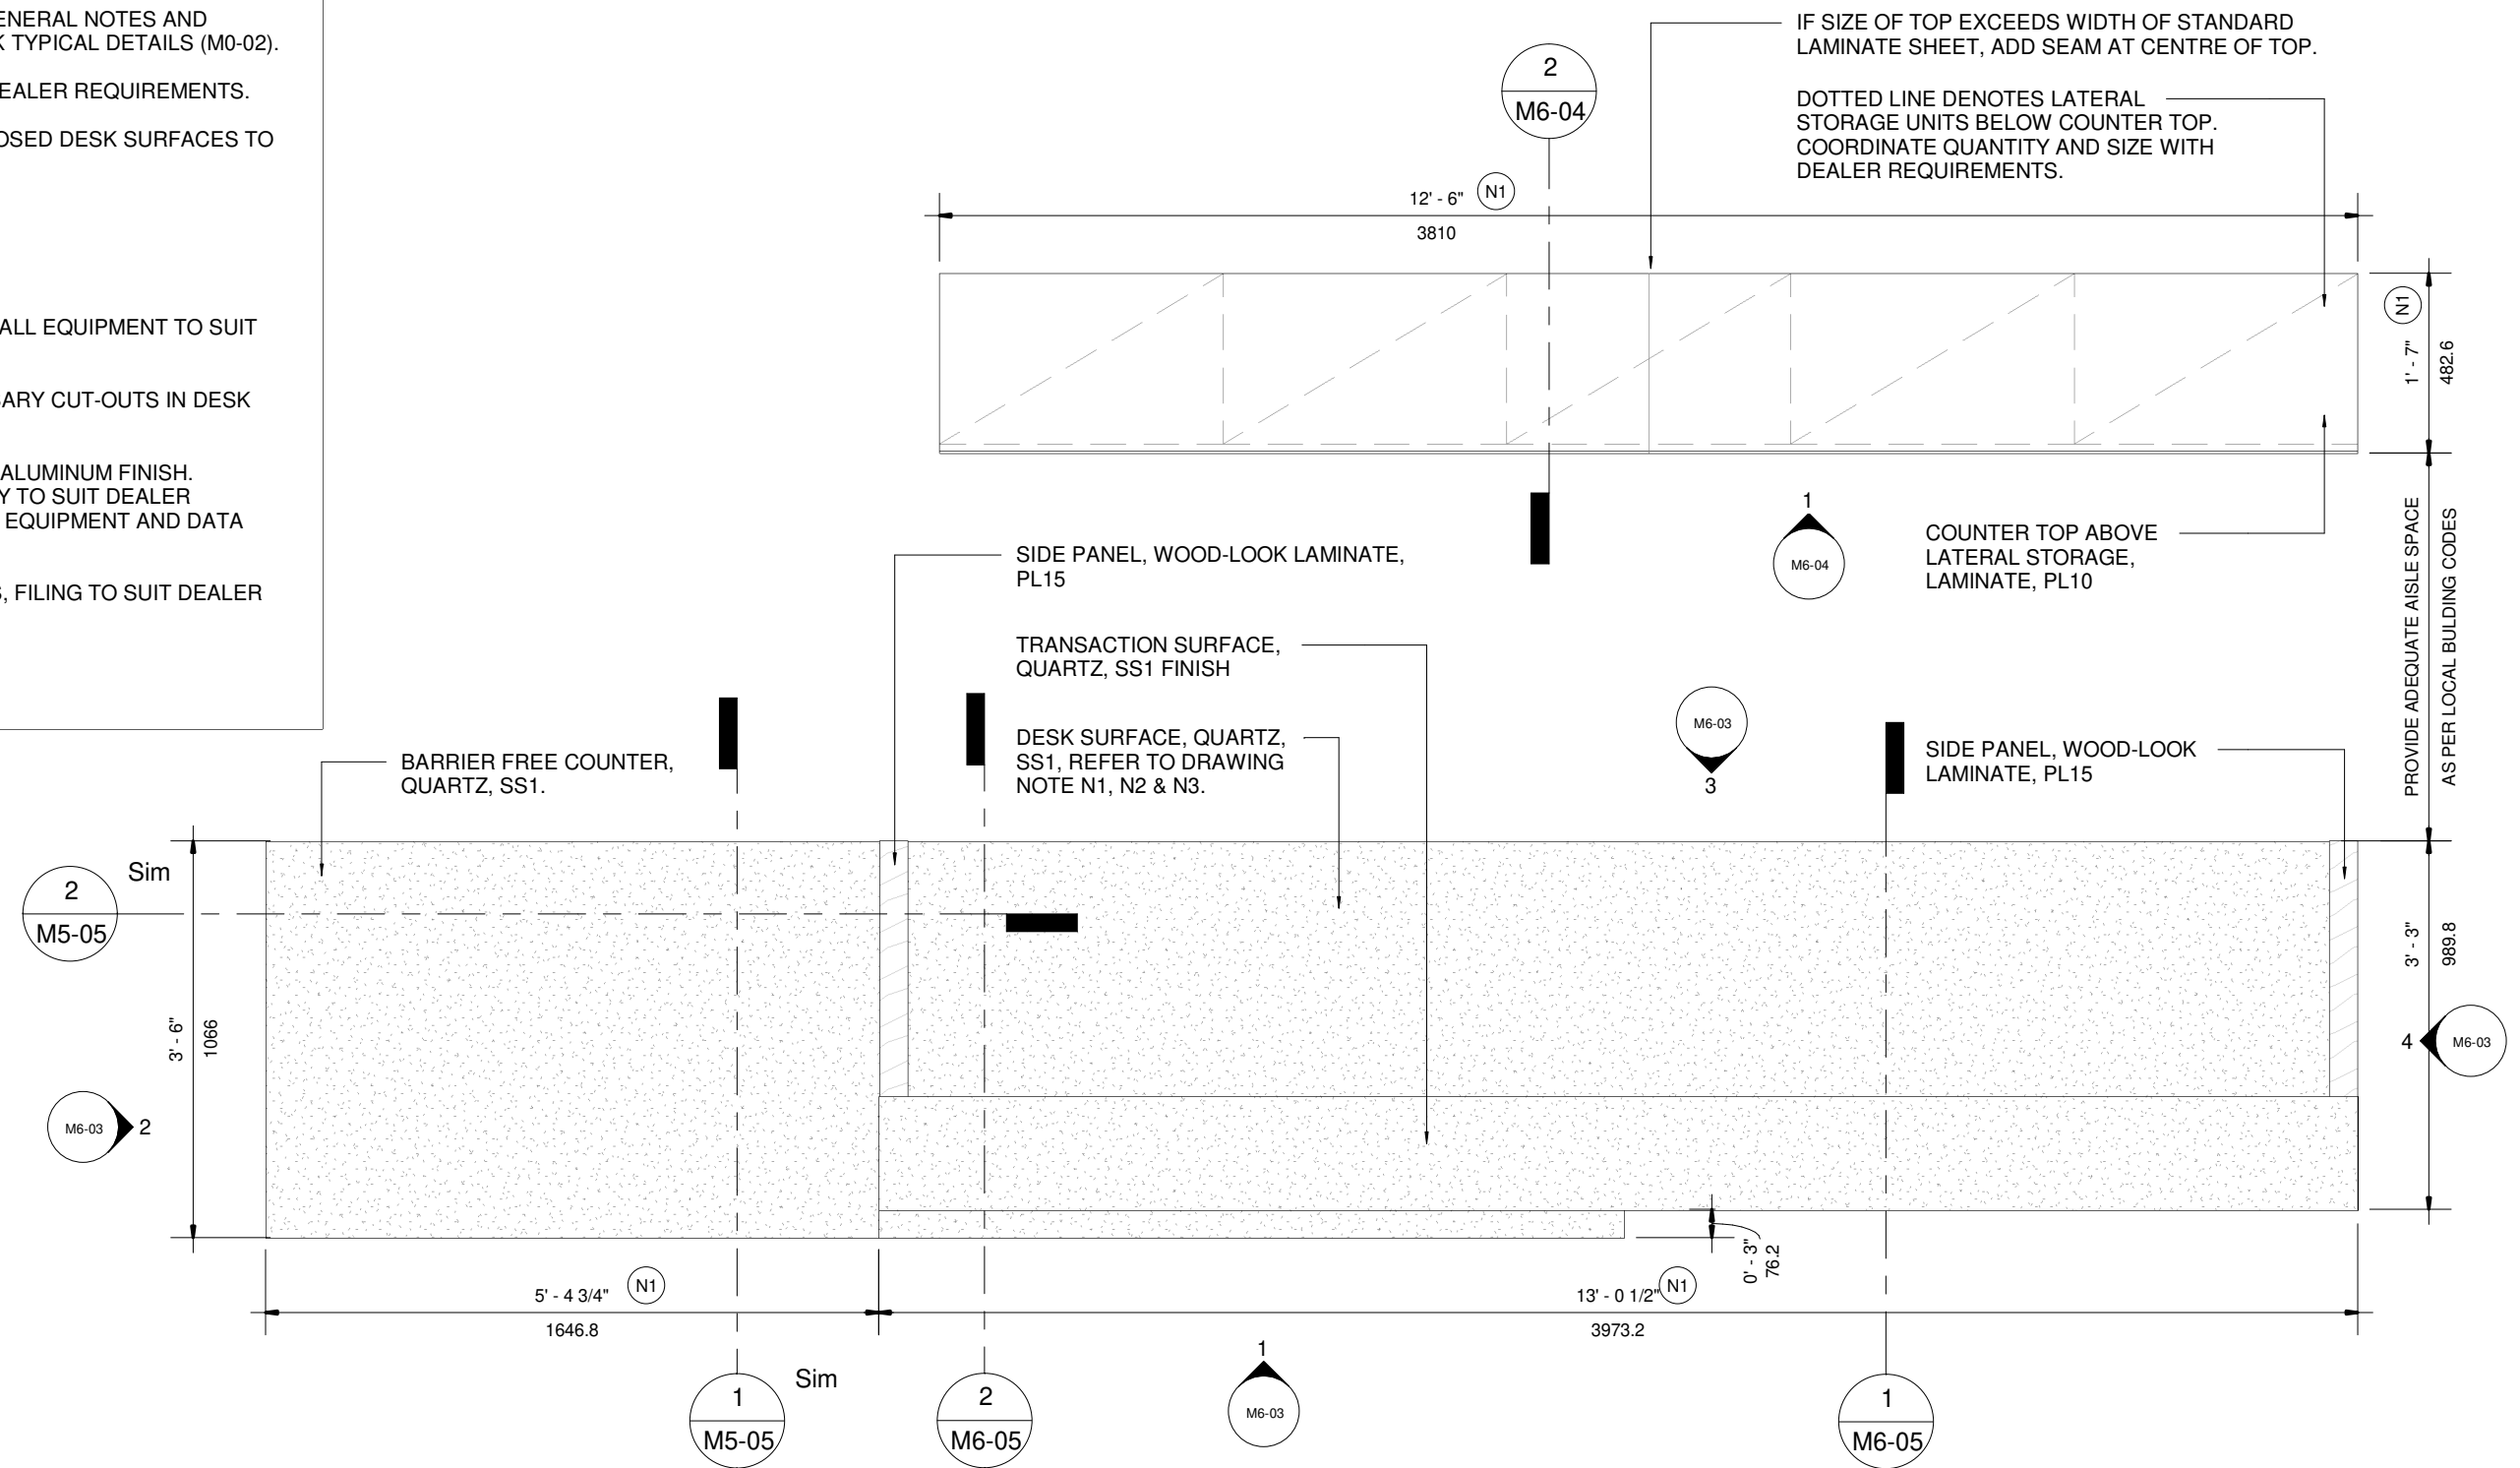 ENERAL NOTES AND
K TYPICAL DETAILS (M0-02).
EALER REQUIREMENTS.
OSED DESK SURFACES TO
ALL EQUIPMENT TO SUIT
ARY CUT-OUTS IN DESK
ALUMINUM FINISH.
Y TO SUIT DEALER
EQUIPMENT AND DATA
S, FILING TO SUIT DEALER
IF SIZE OF TOP EXCEEDS WIDTH OF STANDARD
LAMINATE SHEET, ADD SEAM AT CENTRE OF TOP.
2
M6-04
DOTTED LINE DENOTES LATERAL
STORAGE UNITS BELOW COUNTER TOP.
COORDINATE QUANTITY AND SIZE WITH
DEALER REQUIREMENTS.
12' - 6" N1
3810
N1
1' - 7"
482.6
1
M6-04
COUNTER TOP ABOVE
LATERAL STORAGE,
LAMINATE, PL10
PROVIDE ADEQUATE AISLE SPACE
AS PER LOCAL BULDING CODES
SIDE PANEL, WOOD-LOOK LAMINATE,
PL15
TRANSACTION SURFACE,
QUARTZ, SS1 FINISH
DESK SURFACE, QUARTZ,
SS1, REFER TO DRAWING
NOTE N1, N2 & N3.
M6-03
3
SIDE PANEL, WOOD-LOOK
LAMINATE, PL15
BARRIER FREE COUNTER,
QUARTZ, SS1.
Sim
2
M5-05
3' - 6"
1066
M6-03 2
3' - 3"
989.8
4 M6-03
0' - 3"
76.2
5' - 4 3/4" N1
1646.8
13' - 0 1/2" N1
3973.2
1
M5-05
Sim
2
M6-05
1
M6-03
1
M6-05